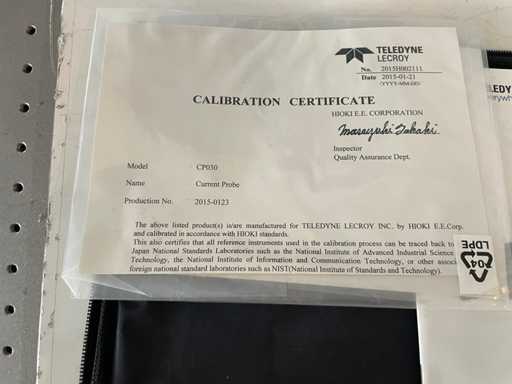 TELEDYNE
LECROY
No. 2015H002111
Date 2015-01-21
(YYYY-MM-DD)
CALIBRATION CERTIFICATE
HIOKI E.E. CORPORATION
Masayuki Takahi
Inspector
Quality Assurance Dept.
Model CP030
Name Current Probe
Production No. 2015-0123
The above listed product(s) is/are manufactured for TELEDYNE LECROY INC. by HIOKI E.E.Corp.
and calibrated in accordance with HIOKI standards.
This also certifies that all reference instruments used in the calibration process can be traced back to
Japan National Standards Laboratories such as the National Institute of Advanced Industrial Science
Technology, the National Institute of Information and Communication Technology, or other associ
foreign national standard laboratories such as NIST(National Institute of Standards and Technology).
04
LDPE
LEDY
erywh